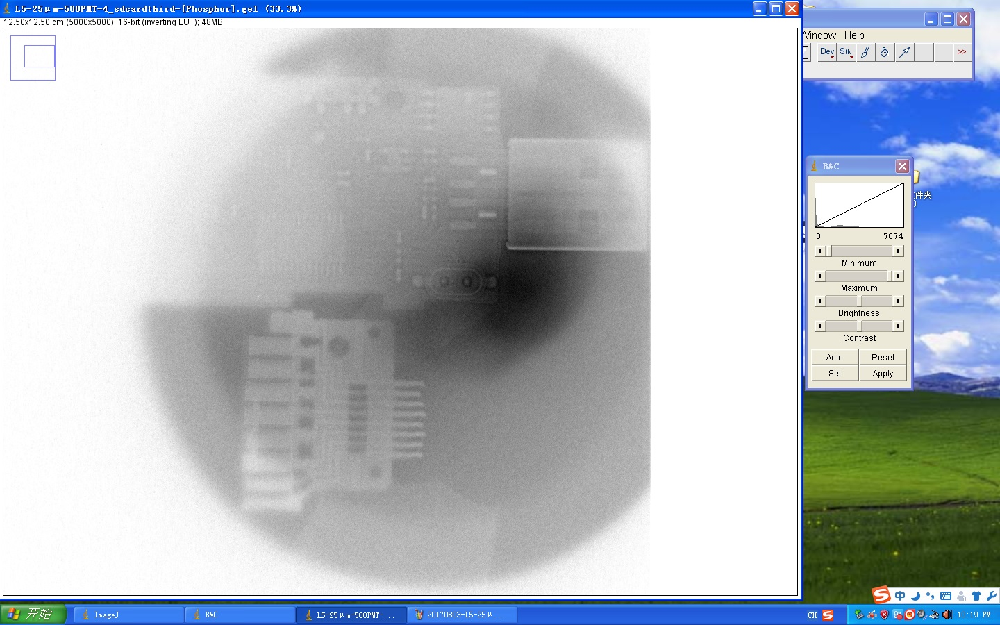 L5-25μm-500PMT-4_sdcardthird-[Phosphor].gel (33.3%)
12.50x12.50 cm (5000x5000); 16-bit (inverting LUT); 48MB
Window Help
Dev Stk >>
B&C
件夹
)
0 7074
Minimum
Maximum
Brightness
Contrast
Auto Reset
Set Apply
中
开始 ImageJ B&C L5-25μm-500PMT-... 20170803-L5-25μ... CH 10:19 PM